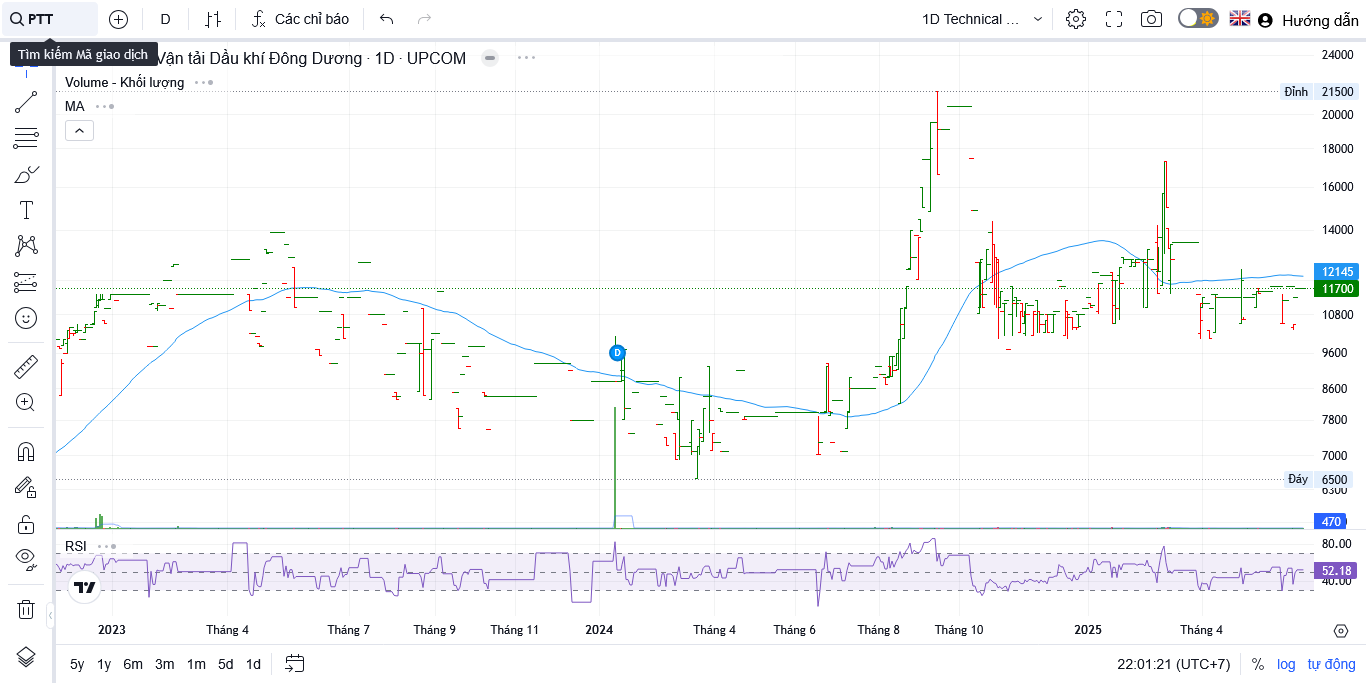 PTT
D
Các chỉ báo
1D Technical ...
Hướng dẫn
Tìm kiếm Mã giao dịch
Vận tải Dầu khí Đông Dương · 1D · UPCOM
Volume - Khối lượng
MA
24000
Đỉnh 21500
20000
18000
16000
14000
12145
11700
10800
9600
D
8600
7800
7000
Đáy 6500
6300
470
RSI
80.00
52.18
40.00
2023 Tháng 4 Tháng 7 Tháng 9 Tháng 11 2024 Tháng 4 Tháng 6 Tháng 8 Tháng 10 2025 Tháng 4
5y 1y 6m 3m 1m 5d 1d
22:01:21 (UTC+7) % log tự động